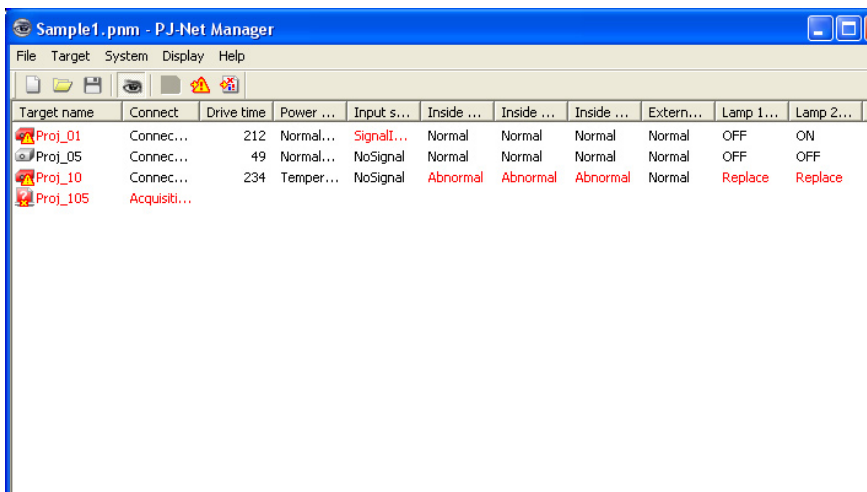 Sample1.pnm - PJ-Net Manager
File Target System Display Help
Target name Connect Drive time Power ... Input s... Inside ... Inside ... Inside ... Extern... Lamp 1... Lamp 2...
Proj_01 Connec... 212 Normal... SignalI... Normal Normal Normal Normal OFF ON
Proj_05 Connec... 49 Normal... NoSignal Normal Normal Normal Normal OFF OFF
Proj_10 Connec... 234 Temper... NoSignal Abnormal Abnormal Abnormal Normal Replace Replace
Proj_105 Acquisiti...